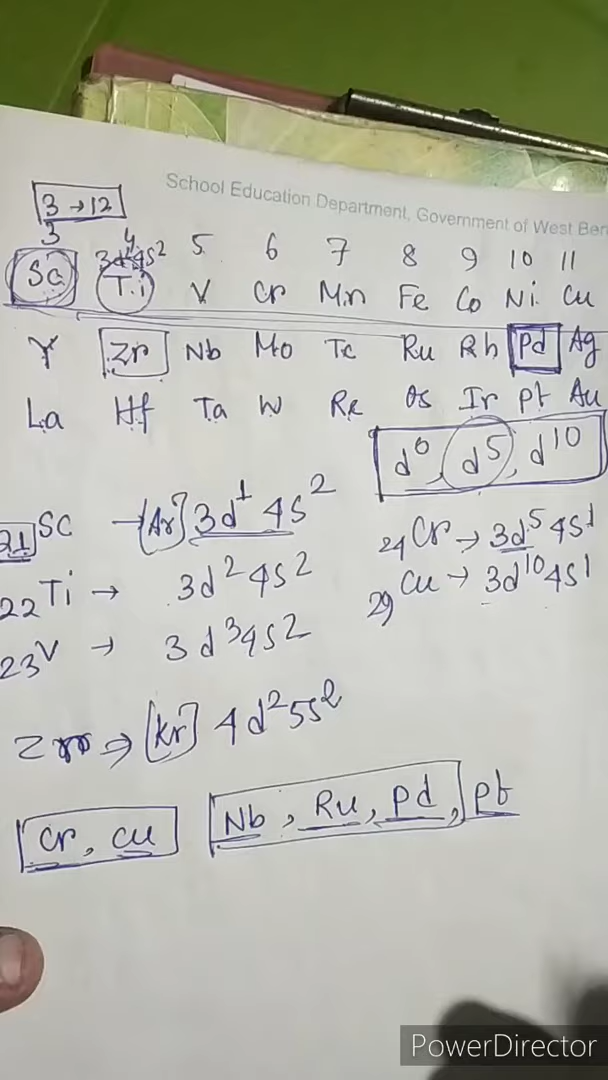 School Education Department, Government of West Ben
3 → 12
3 4 5 6 7 8 9 10 11
3d 4s²
Sc Ti V Cr Mn Fe Co Ni Cu
Y Zr Nb Mo Tc Ru Rh Pd Ag
La Hf Ta W Re Os Ir Pt Au
d⁰, d⁵, d¹⁰
21Sc → [Ar] 3d¹ 4s²
24Cr → 3d⁵ 4s¹
22Ti → 3d² 4s²
29Cu → 3d¹⁰ 4s¹
23V → 3d³ 4s²
Zr ⇒ [Kr] 4d² 5s²
Cr, Cu
Nb, Ru, Pd, Pt
PowerDirector